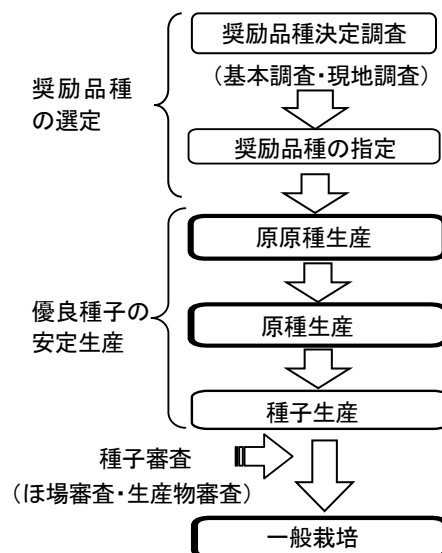 奨励品種決定調査
（基本調査・現地調査）
奨励品種
の選定
奨励品種の指定
原原種生産
優良種子の
安定生産
原種生産
種子生産
種子審査
（ほ場審査・生産物審査）
一般栽培